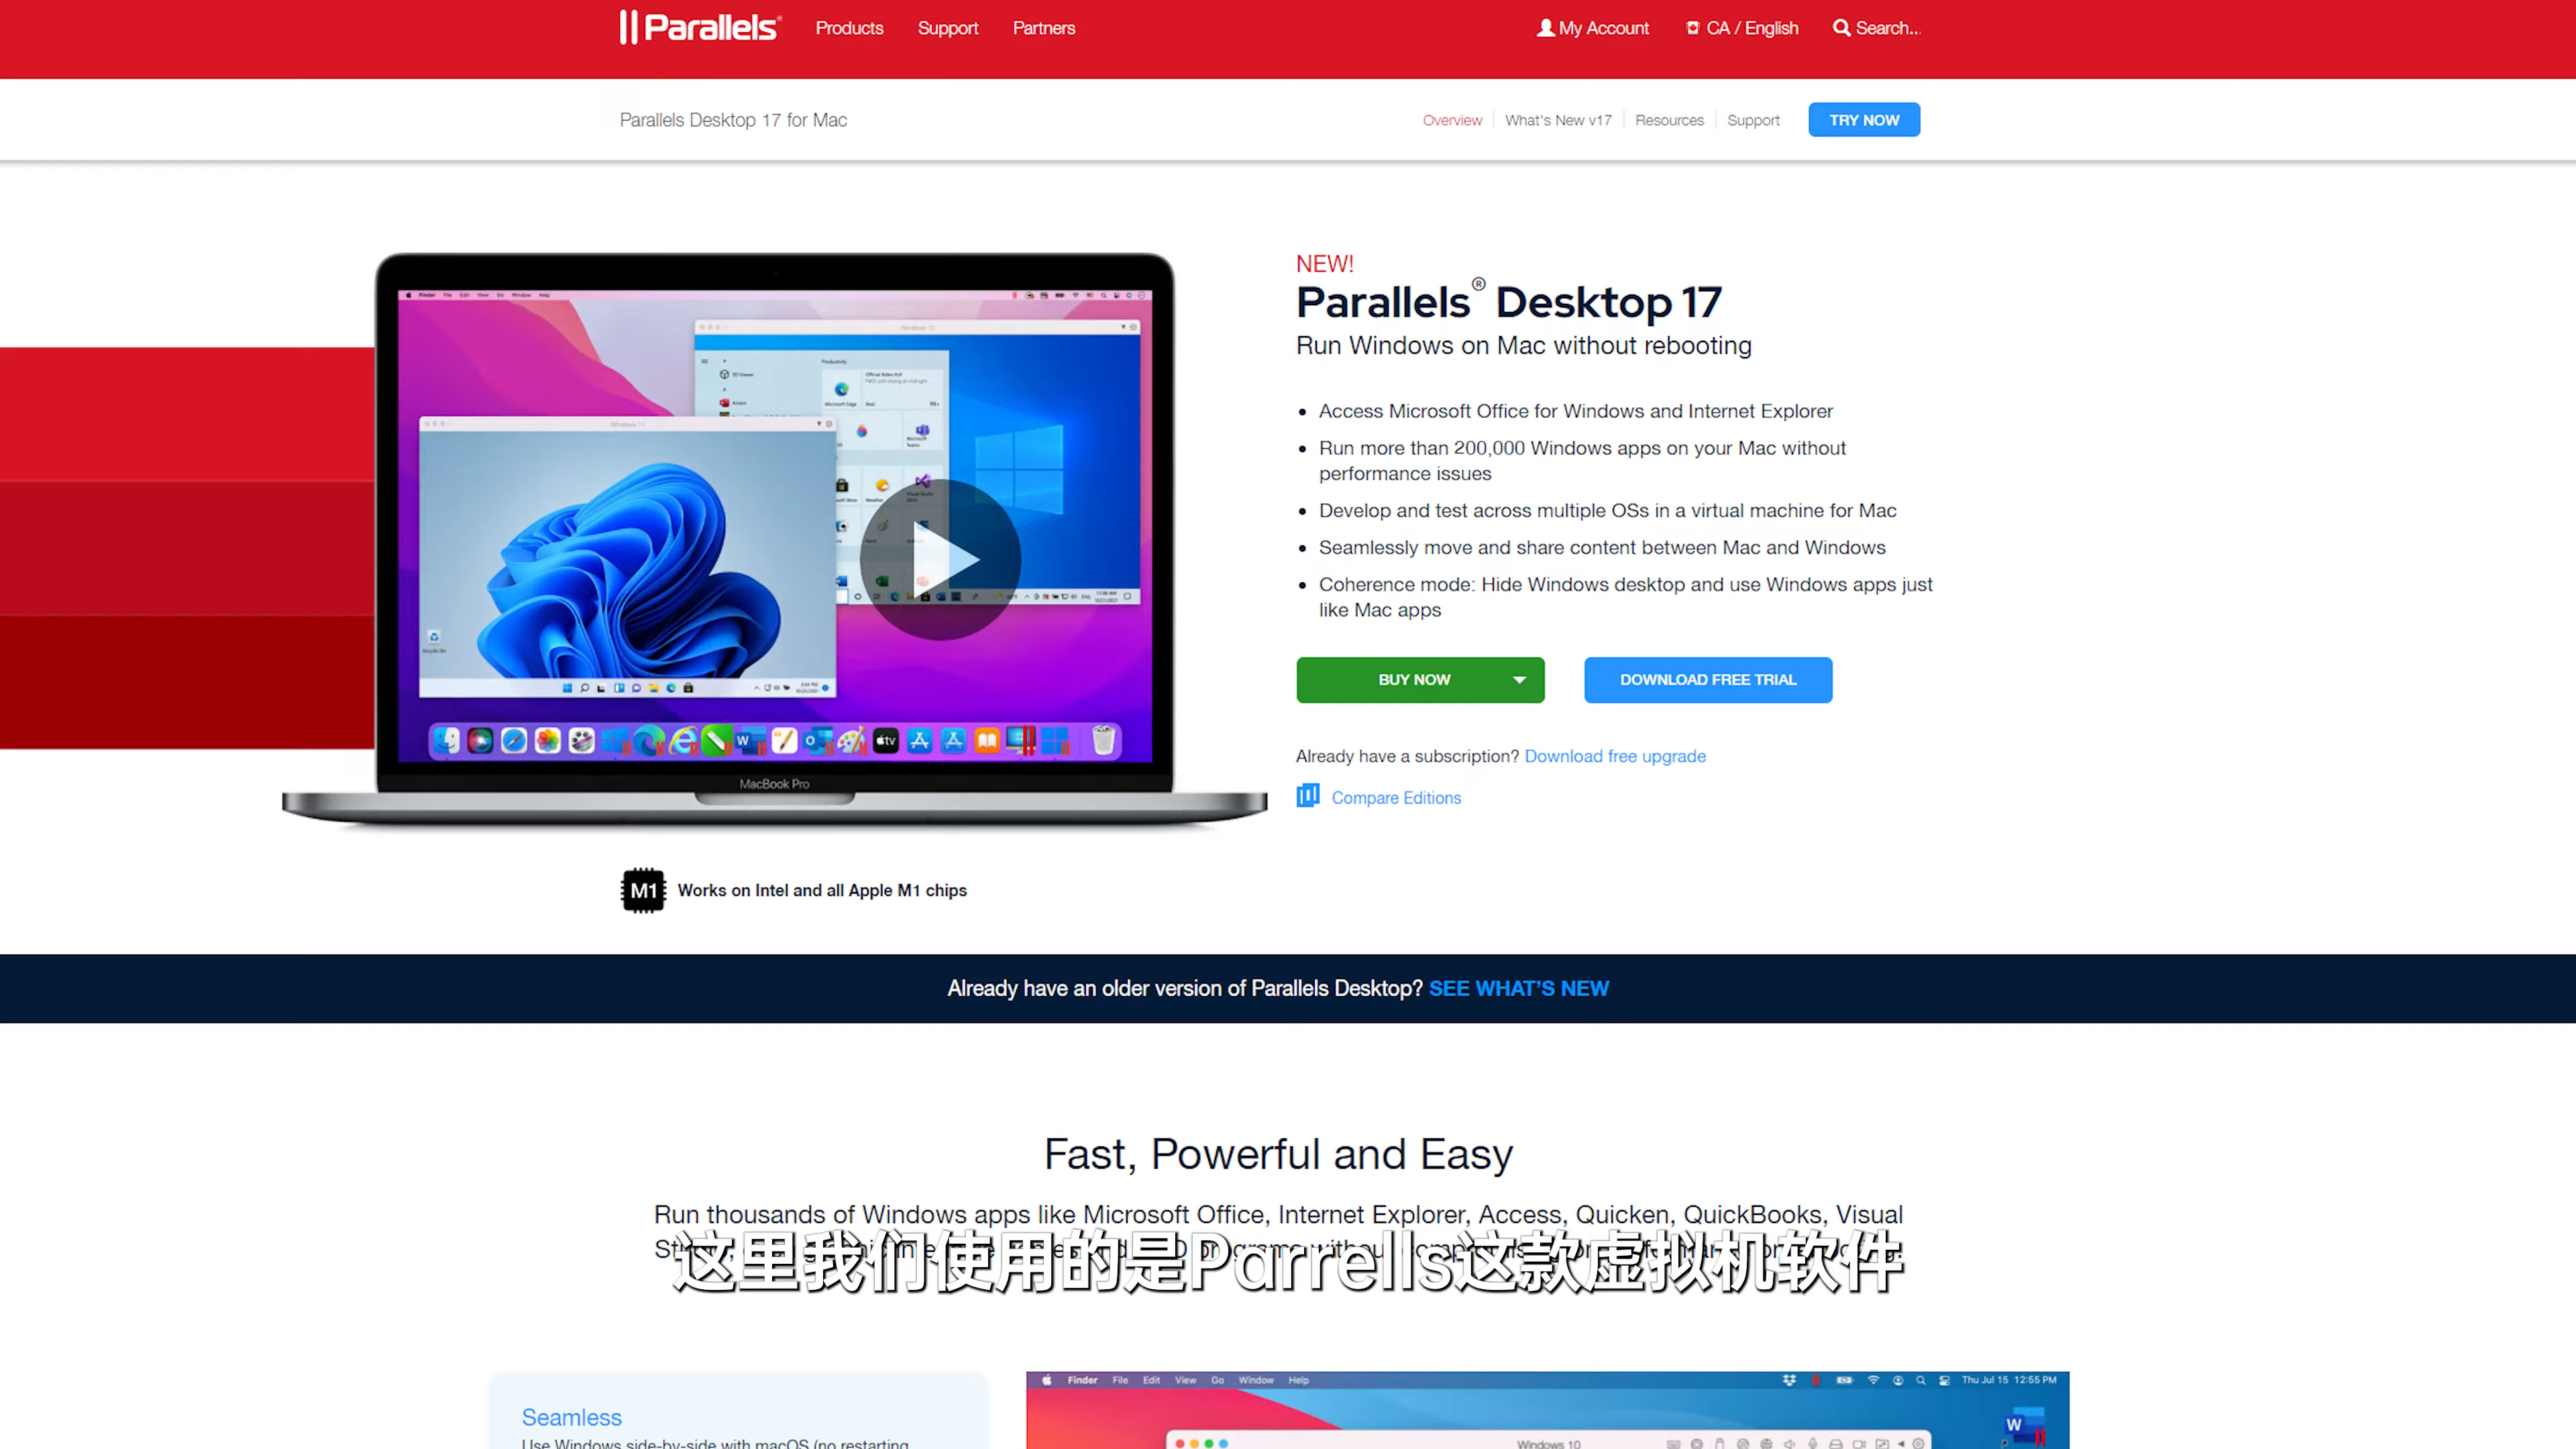 Parallels
Products
Support
Partners
My Account
CA / English
Search...
Parallels Desktop 17 for Mac
Overview
What's New v17
Resources
Support
TRY NOW
NEW!
Parallels® Desktop 17
Run Windows on Mac without rebooting
• Access Microsoft Office for Windows and Internet Explorer
• Run more than 200,000 Windows apps on your Mac without
performance issues
• Develop and test across multiple OSs in a virtual machine for Mac
• Seamlessly move and share content between Mac and Windows
• Coherence mode: Hide Windows desktop and use Windows apps just
like Mac apps
BUY NOW
DOWNLOAD FREE TRIAL
Already have a subscription? Download free upgrade
Compare Editions
MacBook Pro
M1
Works on Intel and all Apple M1 chips
Already have an older version of Parallels Desktop? SEE WHAT'S NEW
Fast, Powerful and Easy
Run thousands of Windows apps like Microsoft Office, Internet Explorer, Access, Quicken, QuickBooks, Visual
这里我们使用的是Parrells这款虚拟机软件
Seamless
Use Windows side-by-side with macOS (no restarting
Finder File Edit View Go Window Help
Thu Jul 15 12:55 PM
Windows 10